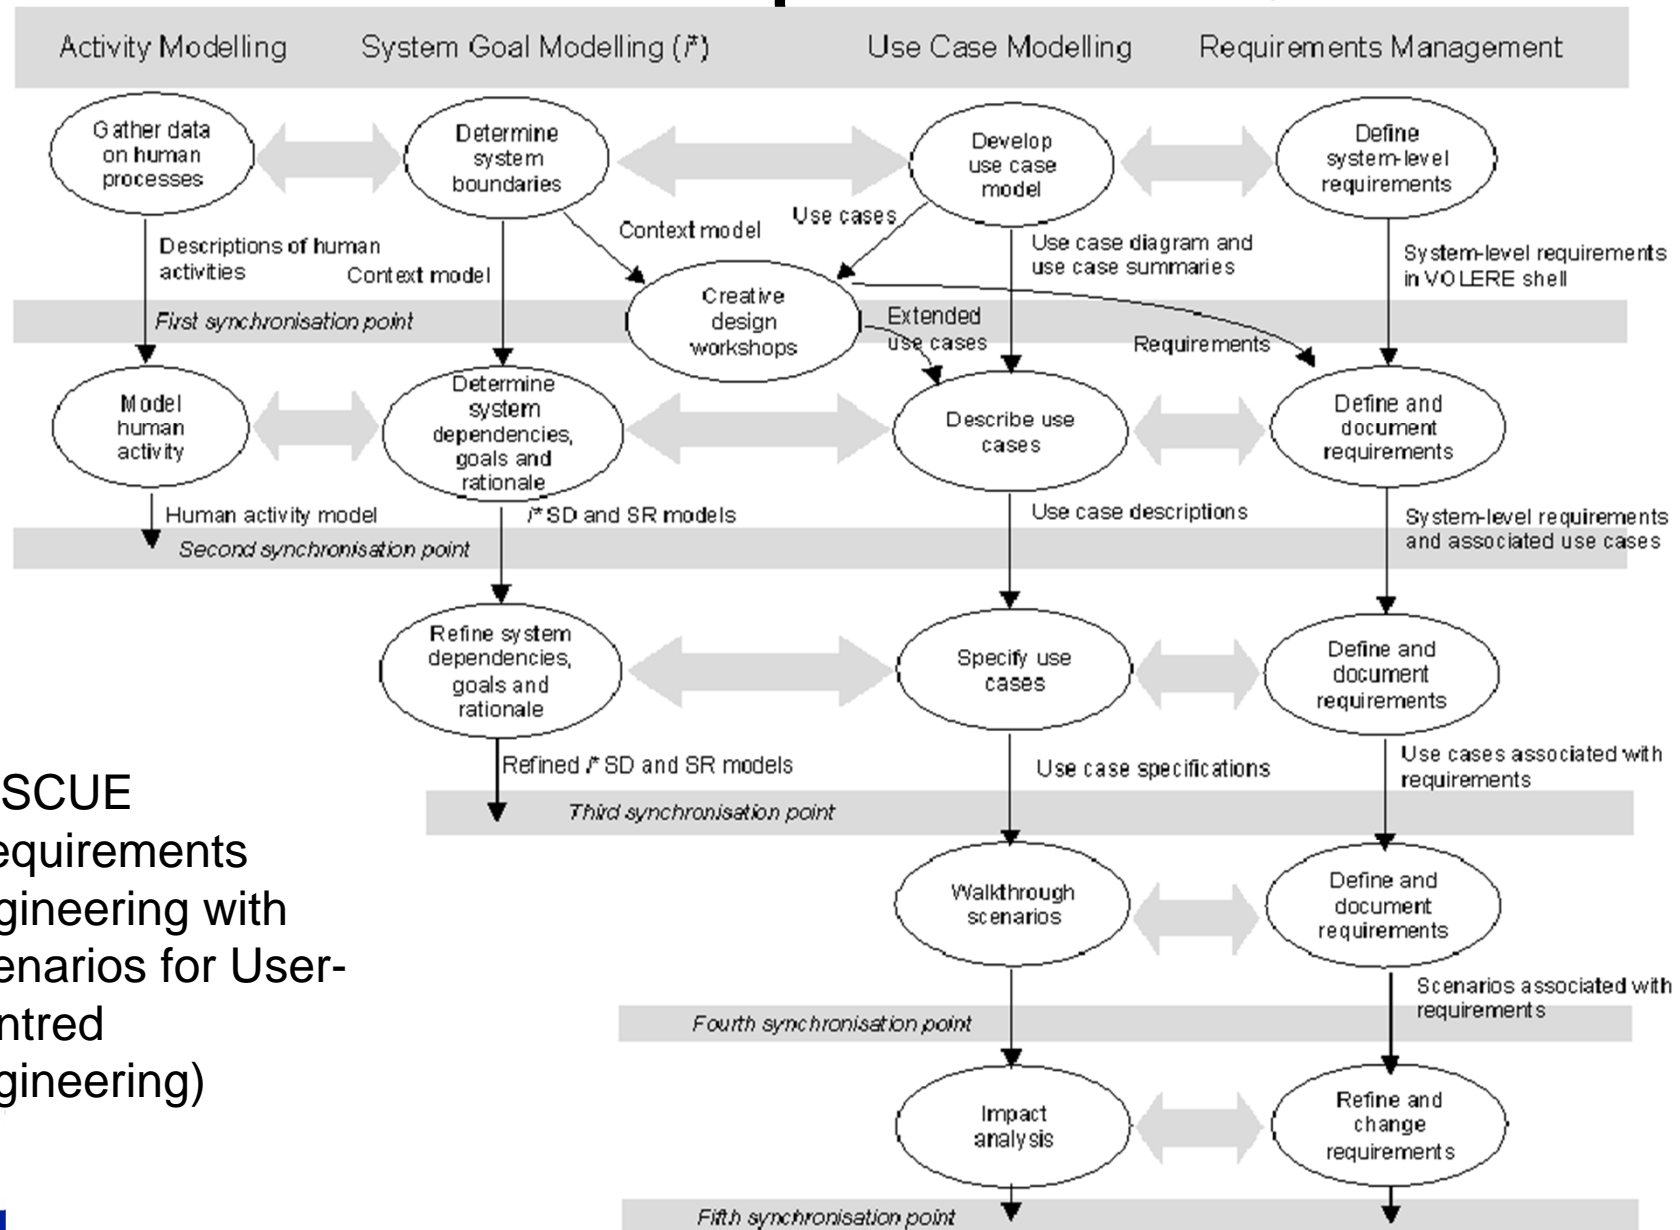 Activity Modelling
System Goal Modelling (i*)
Use Case Modelling
Requirements Management
Gather data
on human
processes
Determine
system
boundaries
Develop
use case
model
Define
system-level
requirements
Descriptions of human
activities
Context model
Context model
Use cases
Use case diagram and
use case summaries
System-level requirements
in VOLERE shell
Creative
design
workshops
First synchronisation point
Extended
use cases
Requirements
Model
human
activity
Determine
system
dependencies,
goals and
rationale
Describe use
cases
Define and
document
requirements
Human activity model
i* SD and SR models
Use case descriptions
System-level requirements
and associated use cases
Second synchronisation point
Refine system
dependencies,
goals and
rationale
Specify use
cases
Define and
document
requirements
Refined i* SD and SR models
Use case specifications
Use cases associated with
requirements
Third synchronisation point
SCUE
equirements
gineering with
enarios for User-
ntred
gineering)
Walkthrough
scenarios
Define and
document
requirements
Scenarios associated with
requirements
Fourth synchronisation point
Impact
analysis
Refine and
change
requirements
Fifth synchronisation point